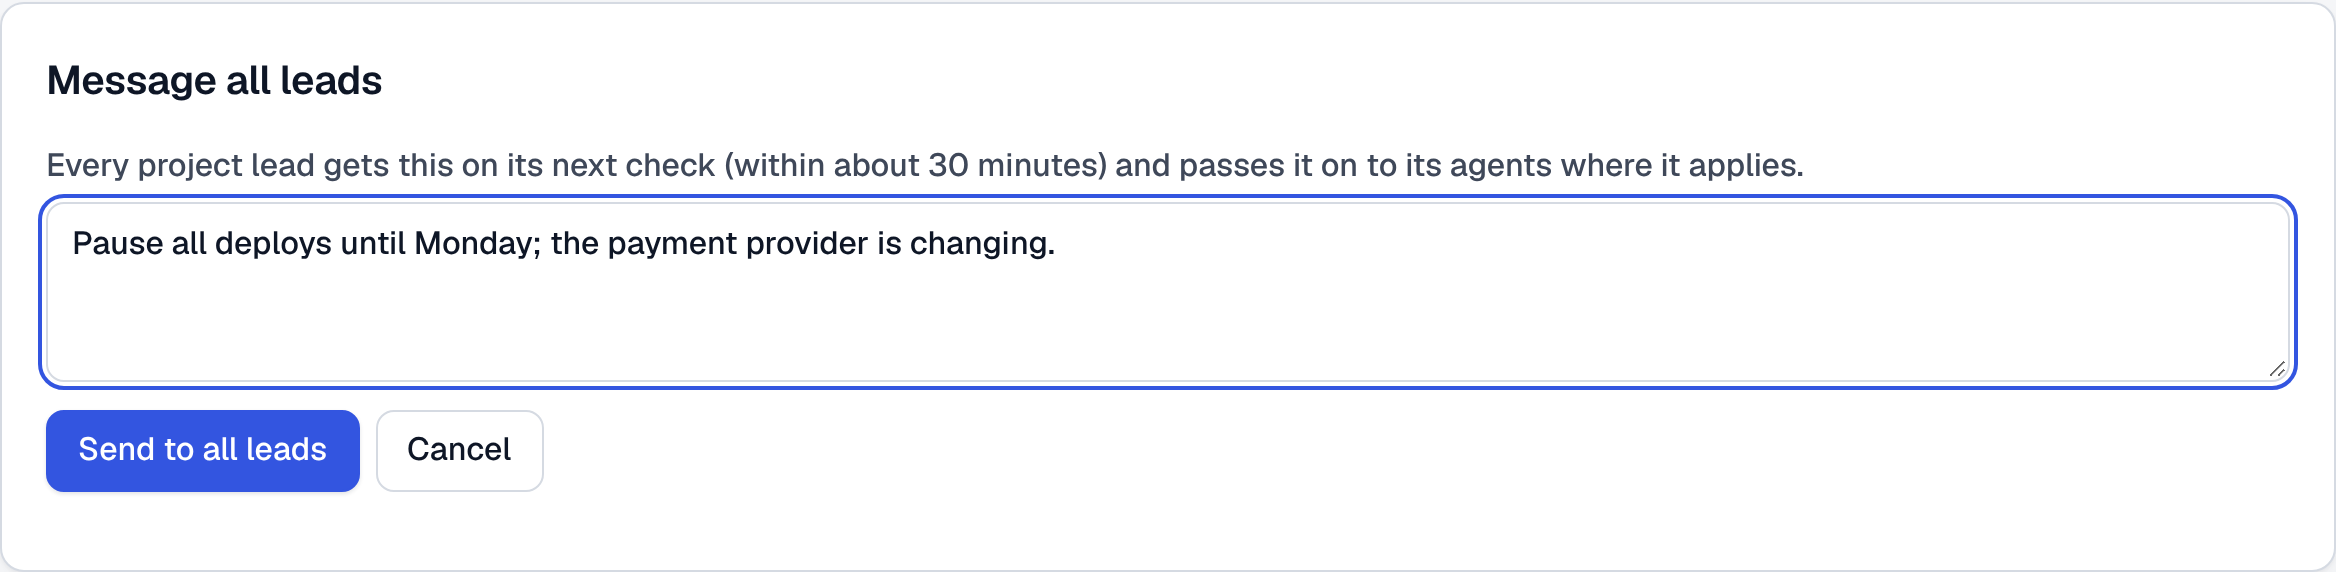 Message all leads
Every project lead gets this on its next check (within about 30 minutes) and passes it on to its agents where it applies.
Pause all deploys until Monday; the payment provider is changing.
Send to all leads
Cancel